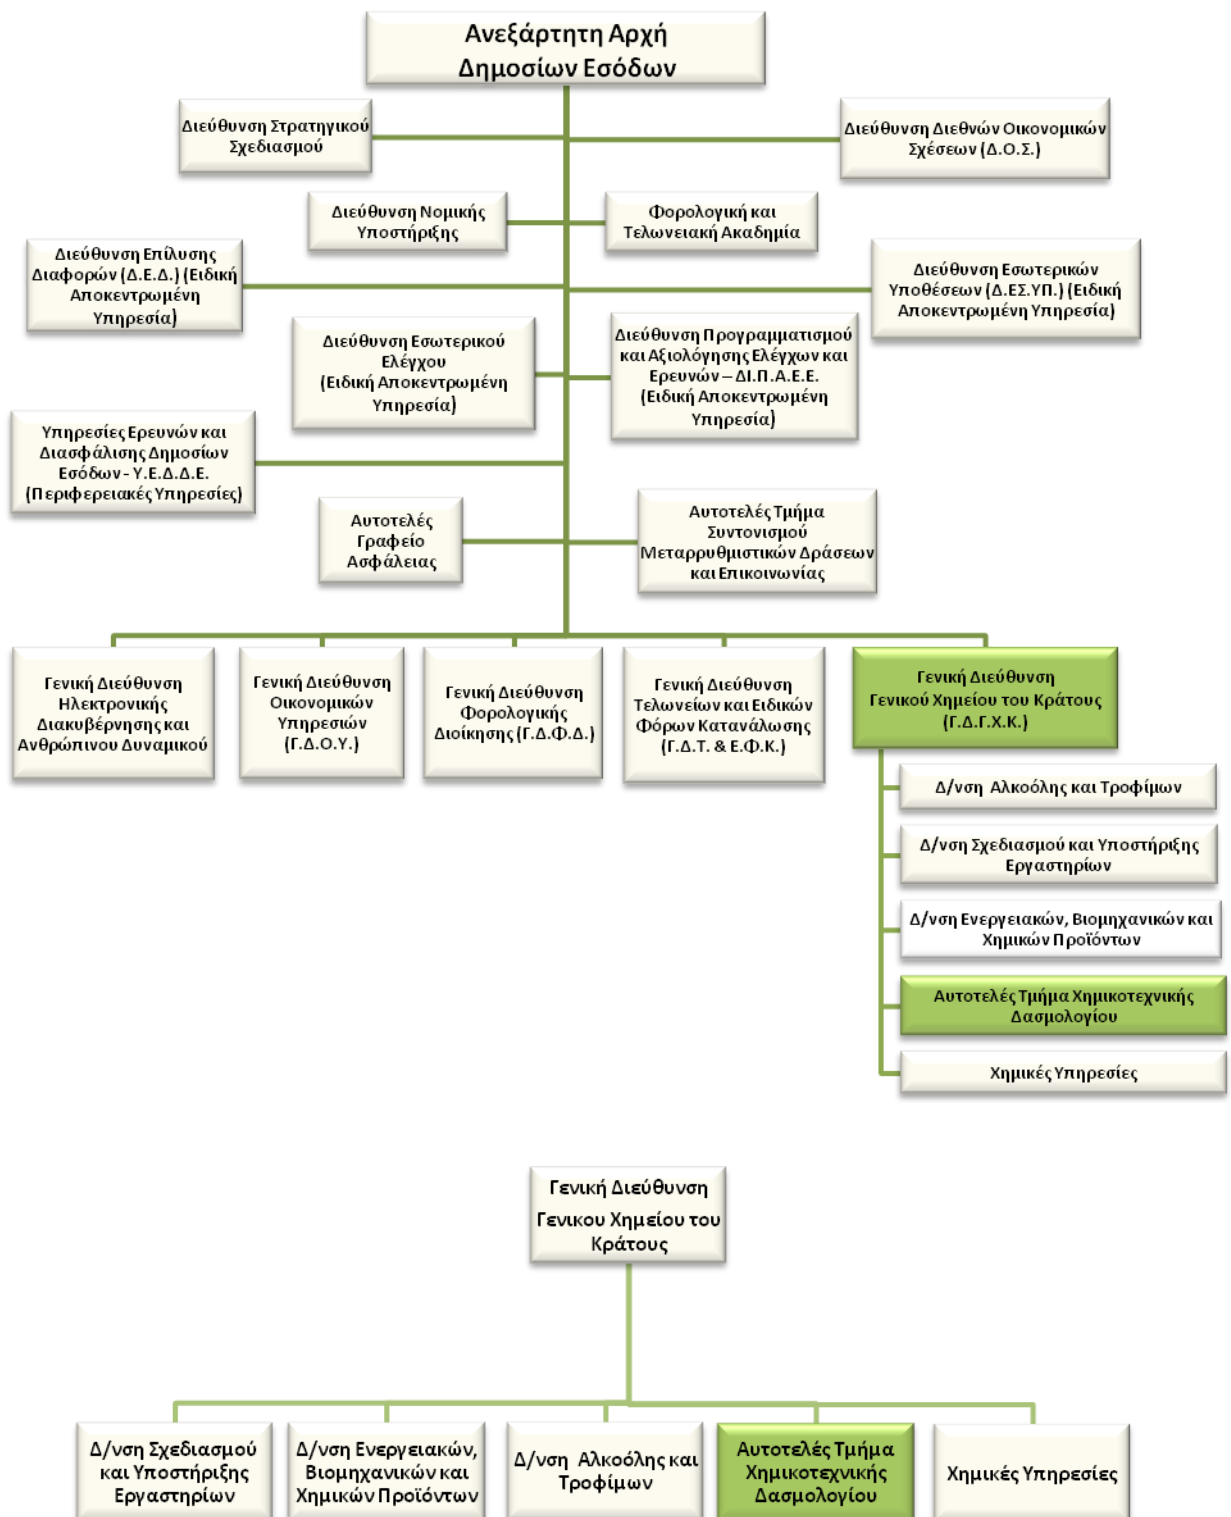 Ανεξάρτητη Αρχή
Δημοσίων Εσόδων
Διεύθυνση Στρατηγικού
Σχεδιασμού
Διεύθυνση Διεθνών Οικονομικών
Σχέσεων (Δ.Ο.Σ.)
Διεύθυνση Νομικής
Υποστήριξης
Φορολογική και
Τελωνειακή Ακαδημία
Διεύθυνση Επίλυσης
Διαφορών (Δ.Ε.Δ.) (Ειδική
Αποκεντρωμένη
Υπηρεσία)
Διεύθυνση Εσωτερικών
Υποθέσεων (Δ.ΕΣ.ΥΠ.) (Ειδική
Αποκεντρωμένη Υπηρεσία)
Διεύθυνση Εσωτερικού
Ελέγχου
(Ειδική Αποκεντρωμένη
Υπηρεσία)
Διεύθυνση Προγραμματισμού
και Αξιολόγησης Ελέγχων και
Ερευνών – ΔΙ.Π.Α.Ε.Ε.
(Ειδική Αποκεντρωμένη
Υπηρεσία)
Υπηρεσίες Ερευνών και
Διασφάλισης Δημοσίων
Εσόδων - Υ.Ε.Δ.Δ.Ε.
(Περιφερειακές Υπηρεσίες)
Αυτοτελές
Γραφείο
Ασφάλειας
Αυτοτελές Τμήμα
Συντονισμού
Μεταρρυθμιστικών Δράσεων
και Επικοινωνίας
Γενική Διεύθυνση
Ηλεκτρονικής
Διακυβέρνησης και
Ανθρώπινου Δυναμικού
Γενική Διεύθυνση
Οικονομικών
Υπηρεσιών
(Γ.Δ.Ο.Υ.)
Γενική Διεύθυνση
Φορολογικής
Διοίκησης (Γ.Δ.Φ.Δ.)
Γενική Διεύθυνση
Τελωνείων και Ειδικών
Φόρων Κατανάλωσης
(Γ.Δ.Τ. & Ε.Φ.Κ.)
Γενική Διεύθυνση
Γενικού Χημείου του Κράτους
(Γ.Δ.Γ.Χ.Κ.)
Δ/νση Αλκοόλης και Τροφίμων
Δ/νση Σχεδιασμού και Υποστήριξης
Εργαστηρίων
Δ/νση Ενεργειακών, Βιομηχανικών και
Χημικών Προϊόντων
Αυτοτελές Τμήμα Χημικοτεχνικής
Δασμολογίου
Χημικές Υπηρεσίες
Γενική Διεύθυνση
Γενικου Χημείου του
Κράτους
Δ/νση Σχεδιασμού
και Υποστήριξης
Εργαστηρίων
Δ/νση Ενεργειακών,
Βιομηχανικών και
Χημικών Προϊόντων
Δ/νση Αλκοόλης και
Τροφίμων
Αυτοτελές Τμήμα
Χημικοτεχνικής
Δασμολογίου
Χημικές Υπηρεσίες